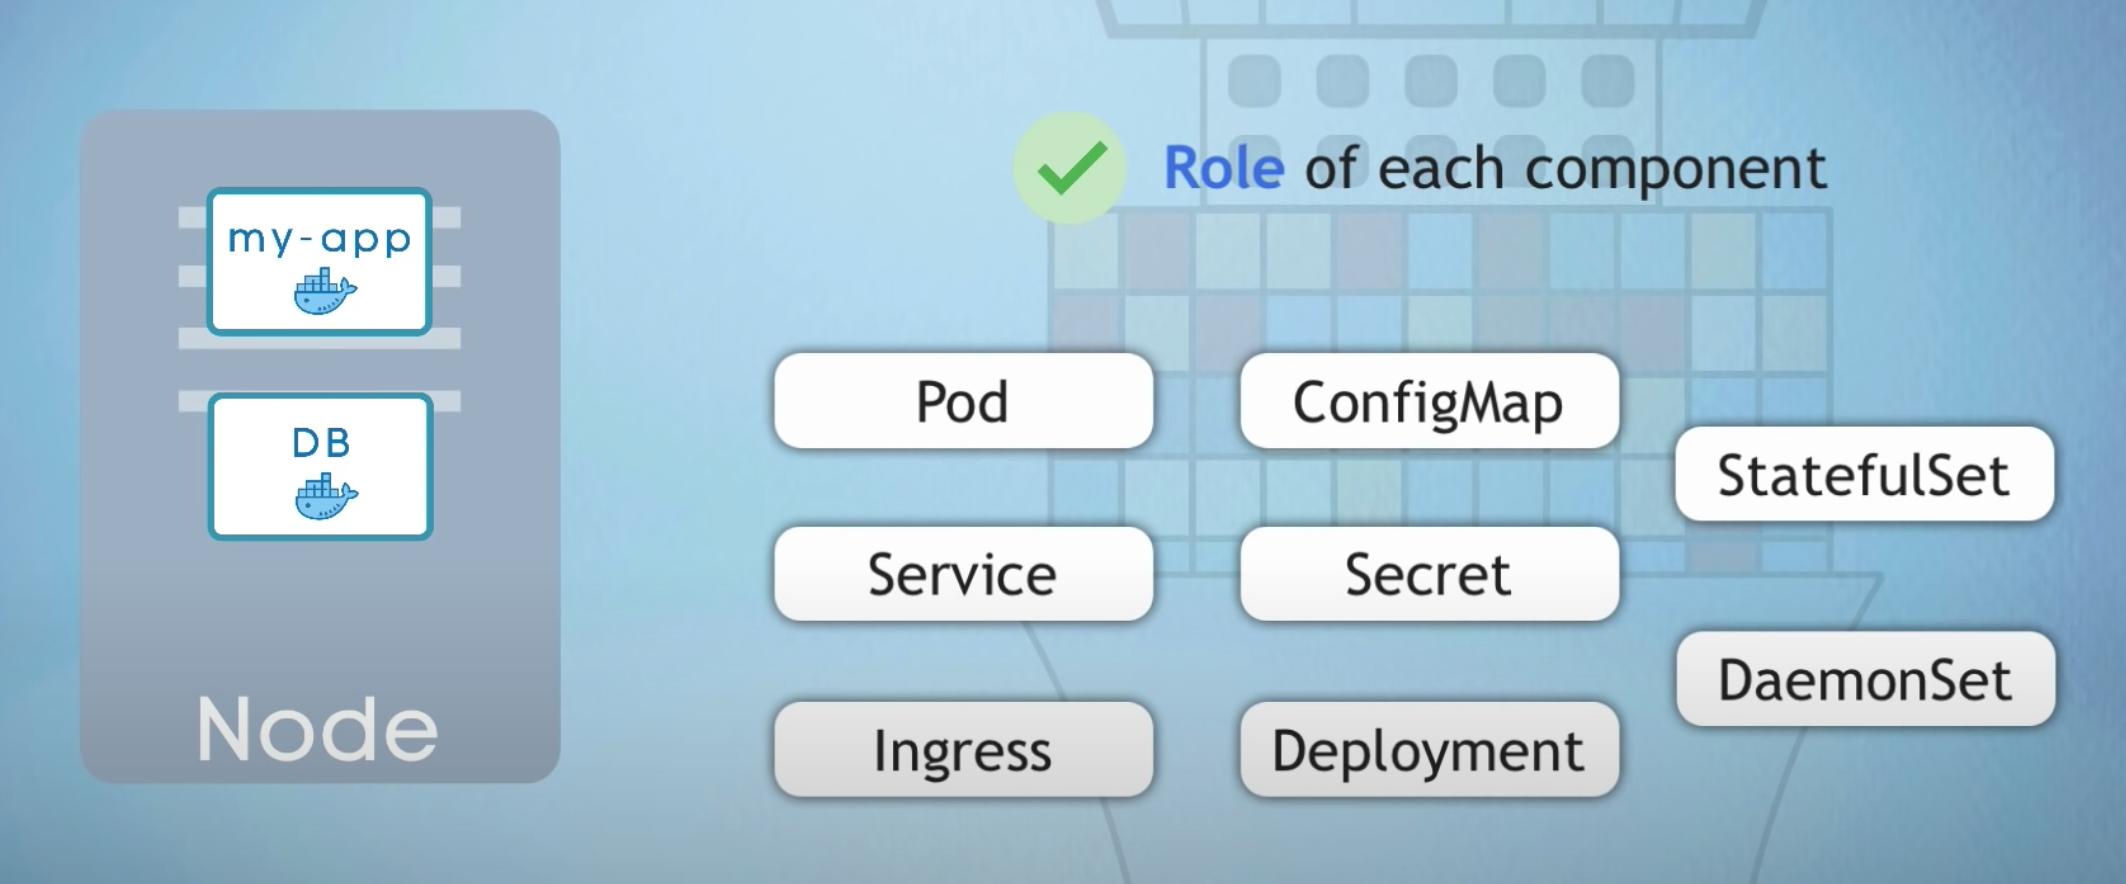 my-app
DB
Node
Role of each component
Pod
ConfigMap
StatefulSet
Service
Secret
DaemonSet
Ingress
Deployment